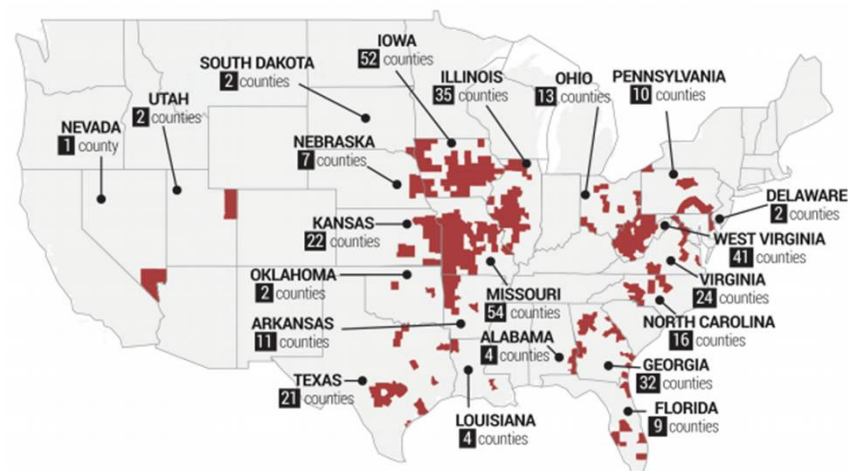 IOWA
52 counties
SOUTH DAKOTA
2 counties
ILLINOIS
35 counties
OHIO
13 counties
PENNSYLVANIA
10 counties
UTAH
2 counties
NEVADA
1 county
NEBRASKA
7 counties
DELAWARE
2 counties
KANSAS
22 counties
WEST VIRGINIA
41 counties
OKLAHOMA
2 counties
VIRGINIA
24 counties
MISSOURI
54 counties
ARKANSAS
11 counties
NORTH CAROLINA
16 counties
ALABAMA
4 counties
GEORGIA
32 counties
TEXAS
21 counties
FLORIDA
9 counties
LOUISIANA
4 counties